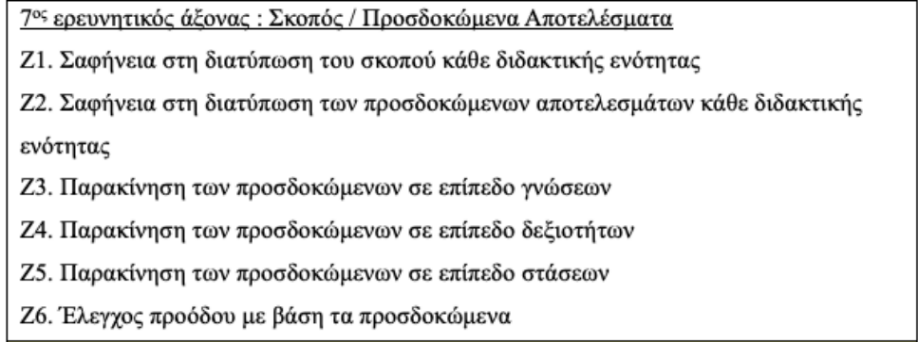 7ος ερευνητικός άξονας : Σκοπός / Προσδοκώμενα Αποτελέσματα
Ζ1. Σαφήνεια στη διατύπωση του σκοπού κάθε διδακτικής ενότητας
Ζ2. Σαφήνεια στη διατύπωση των προσδοκώμενων αποτελεσμάτων κάθε διδακτικής
ενότητας
Ζ3. Παρακίνηση των προσδοκώμενων σε επίπεδο γνώσεων
Ζ4. Παρακίνηση των προσδοκώμενων σε επίπεδο δεξιοτήτων
Ζ5. Παρακίνηση των προσδοκώμενων σε επίπεδο στάσεων
Ζ6. Έλεγχος προόδου με βάση τα προσδοκώμενα